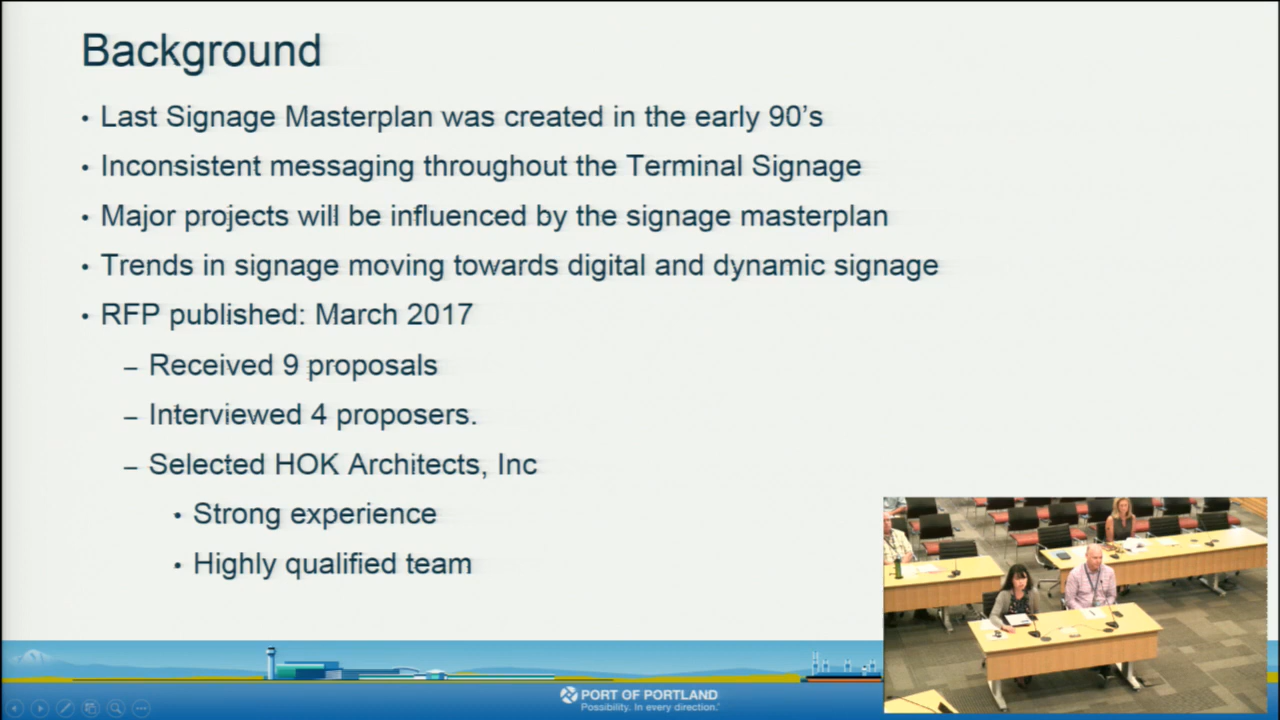 Background
• Last Signage Masterplan was created in the early 90's
• Inconsistent messaging throughout the Terminal Signage
• Major projects will be influenced by the signage masterplan
• Trends in signage moving towards digital and dynamic signage
• RFP published: March 2017
– Received 9 proposals
– Interviewed 4 proposers.
– Selected HOK Architects, Inc
• Strong experience
• Highly qualified team
PORT OF PORTLAND
Possibility. In every direction.